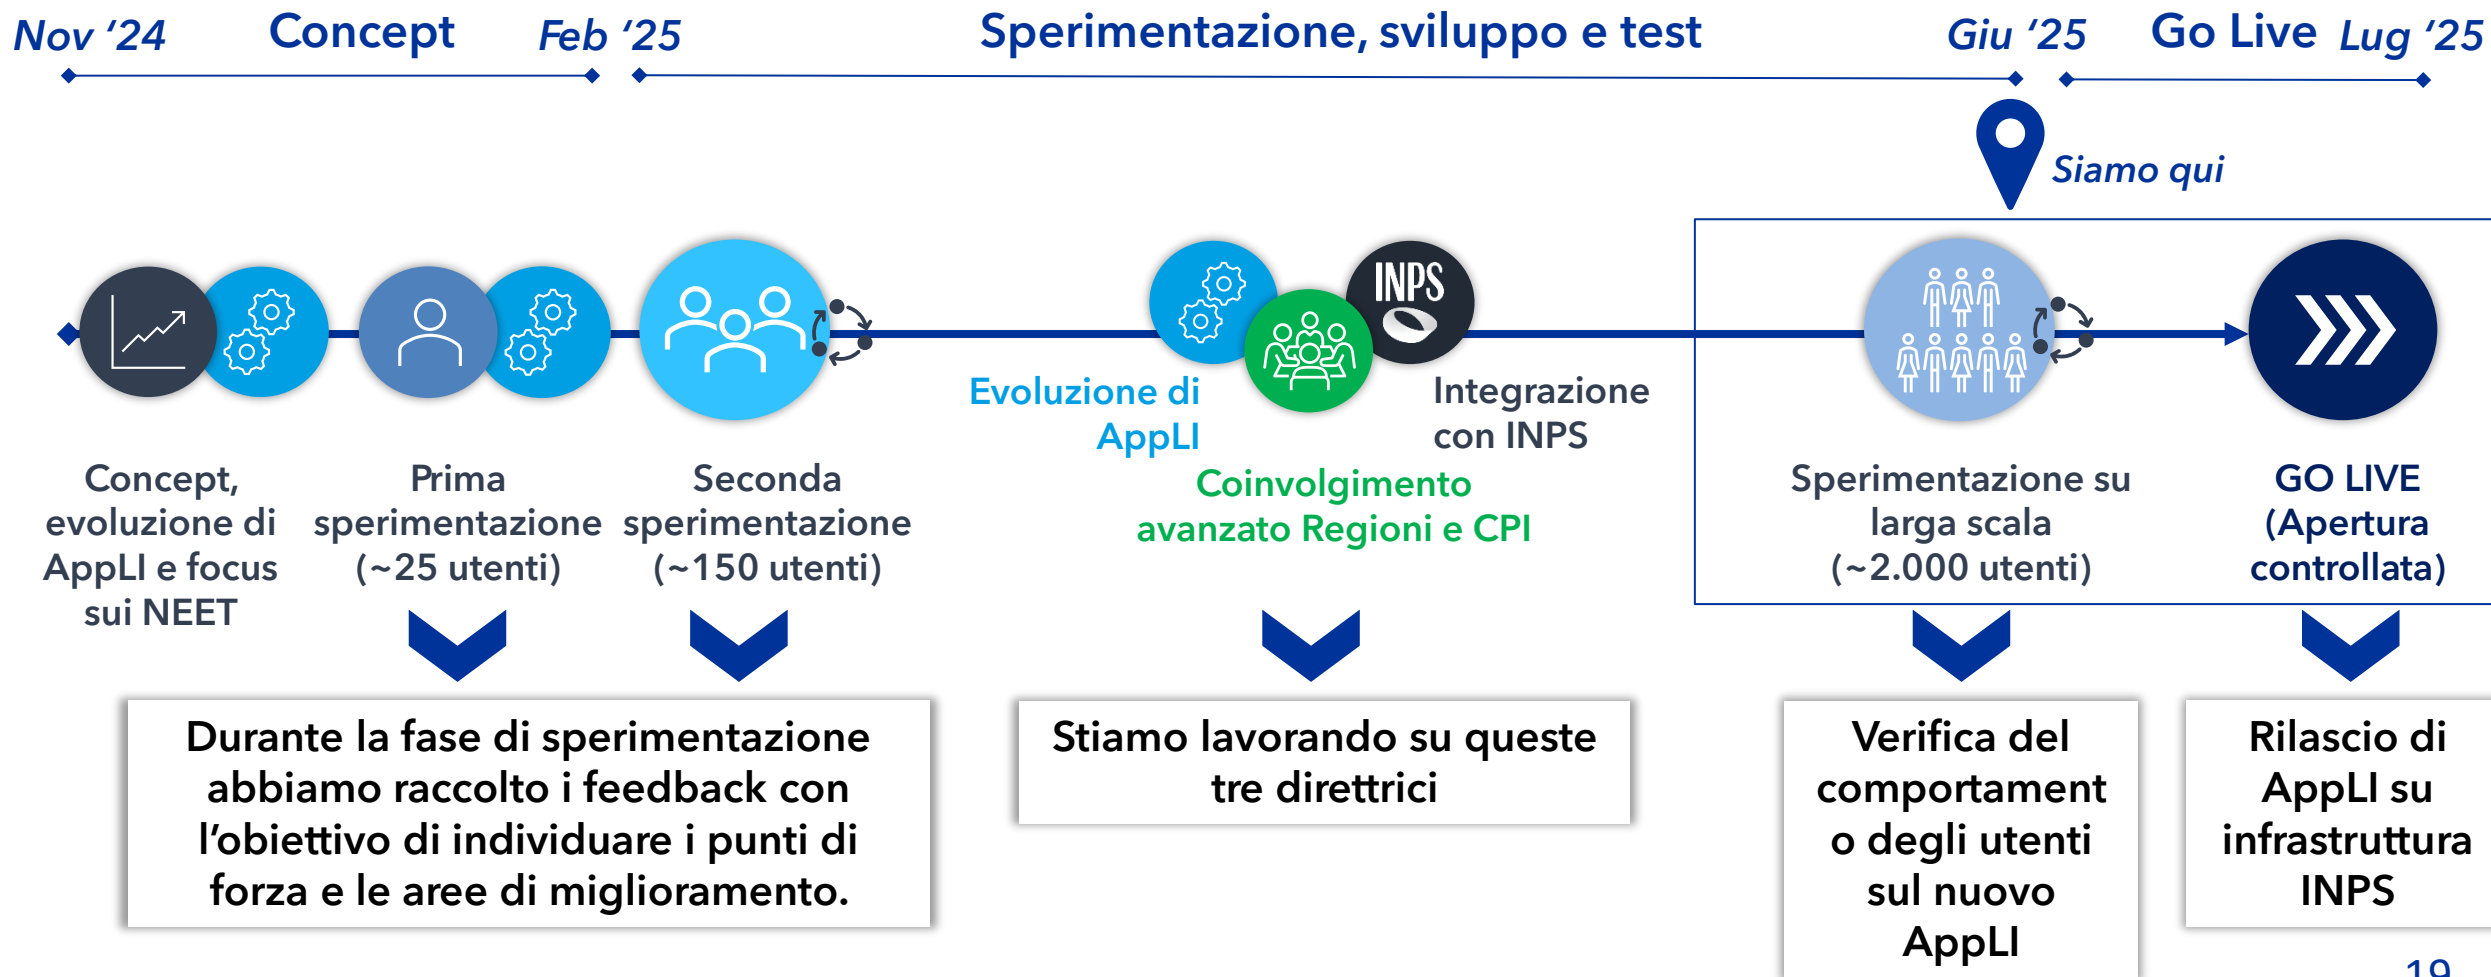 Nov ‘24
Concept
Feb ‘25
Sperimentazione, sviluppo e test
Giu ‘25
Go Live
Lug ‘25
Siamo qui
INPS
Evoluzione di
AppLI
Integrazione
con INPS
Coinvolgimento
avanzato Regioni e CPI
Concept,
evoluzione di
AppLI e focus
sui NEET
Prima
sperimentazione
(~25 utenti)
Seconda
sperimentazione
(~150 utenti)
Sperimentazione su
larga scala
(~2.000 utenti)
GO LIVE
(Apertura
controllata)
Durante la fase di sperimentazione
abbiamo raccolto i feedback con
l’obiettivo di individuare i punti di
forza e le aree di miglioramento.
Stiamo lavorando su queste
tre direttrici
Verifica del
comportament
o degli utenti
sul nuovo
AppLI
Rilascio di
AppLI su
infrastruttura
INPS
19